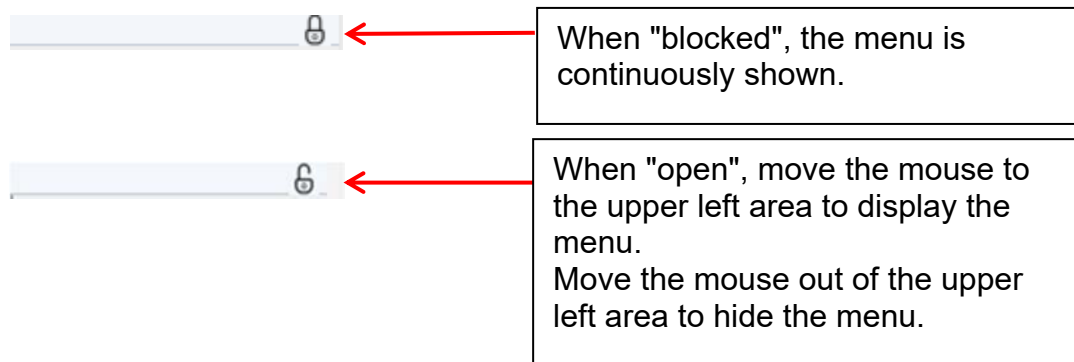 When "blocked", the menu is
continuously shown.
When "open", move the mouse to
the upper left area to display the
menu.
Move the mouse out of the upper
left area to hide the menu.